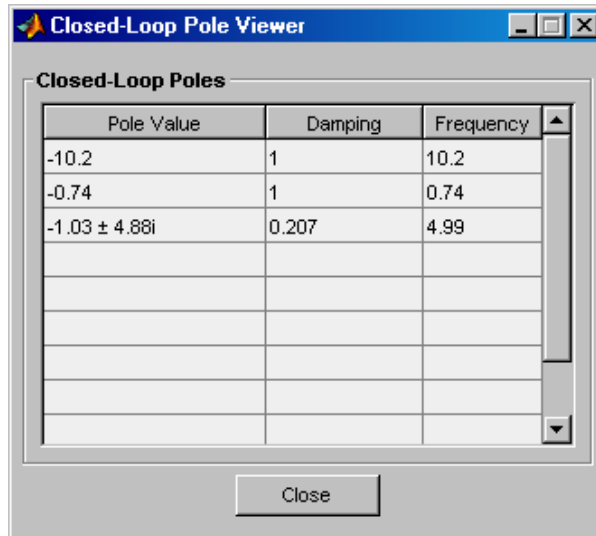 Closed-Loop Pole Viewer
Closed-Loop Poles
Pole Value Damping Frequency
-10.2 1 10.2
-0.74 1 0.74
-1.03 ± 4.88i 0.207 4.99
Close